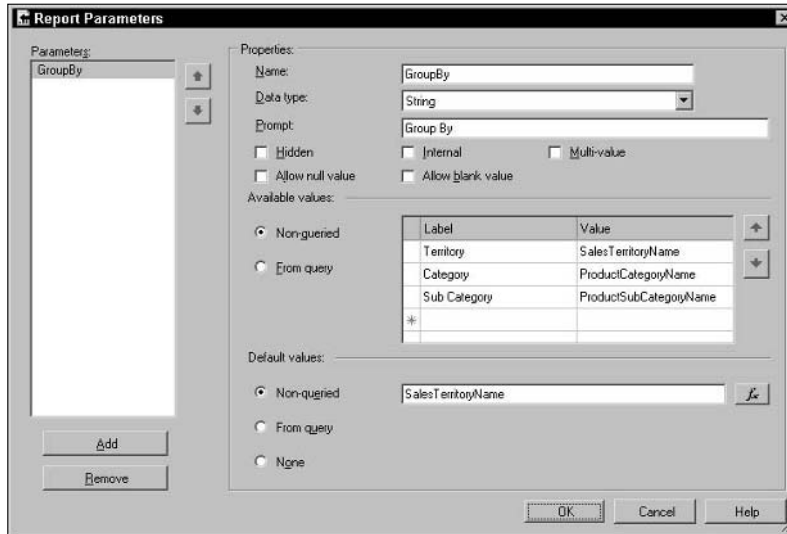 Report Parameters
Parameters:
GroupBy
Add
Remove
Properties:
Name:
GroupBy
Data type:
String
Prompt:
Group By
Hidden
Internal
Multi-value
Allow null value
Allow blank value
Available values:
Non-queried
From query
Label Value
Territory SalesTerritoryName
Category ProductCategoryName
Sub Category ProductSubCategoryName
*
Default values:
Non-queried
SalesTerritoryName
fx
From query
None
OK
Cancel
Help